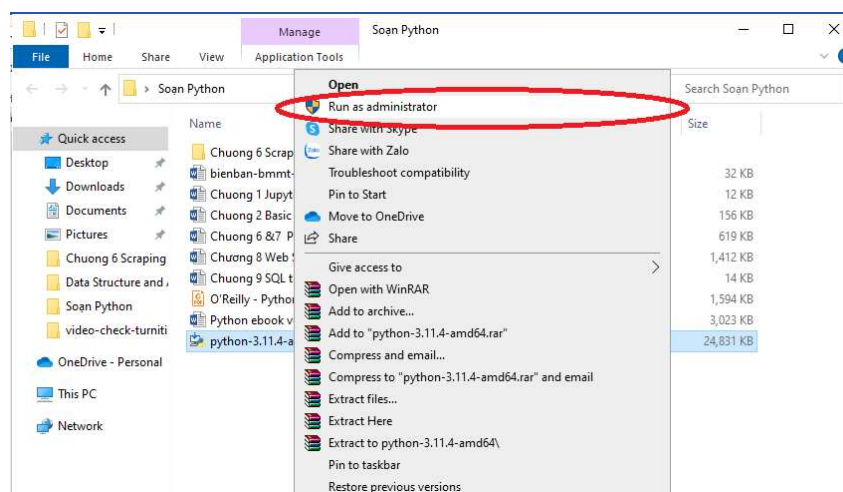 Manage
Soạn Python
File
Home
Share
View
Application Tools
Soạn Python
Search Soạn Python
Quick access
Desktop
Downloads
Documents
Pictures
Chuong 6 Scraping
Data Structure and
Soạn Python
video-check-turniti
OneDrive - Personal
This PC
Network
Name
Size
Chuong 6 Scrap
bienban-bmmt-
32 KB
Chuong 1 Jupyt
12 KB
Chuong 2 Basic
156 KB
Chuong 6 &7 P
619 KB
Chương 8 Web
1,412 KB
Chuong 9 SQL t
14 KB
O'Reilly - Pytho
1,594 KB
Python ebook v
3,023 KB
python-3.11.4-a
24,831 KB
Open
Run as administrator
Share with Skype
Share with Zalo
Troubleshoot compatibility
Pin to Start
Move to OneDrive
Share
Give access to
Open with WinRAR
Add to archive...
Add to "python-3.11.4-amd64.rar"
Compress and email...
Compress to "python-3.11.4-amd64.rar" and email
Extract files...
Extract Here
Extract to python-3.11.4-amd64\
Pin to taskbar
Restore previous versions